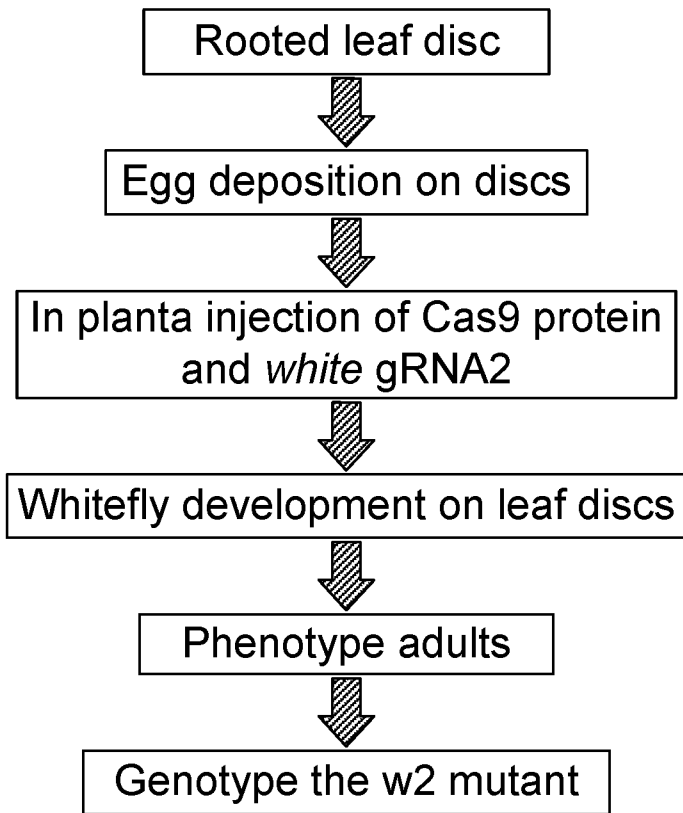 Rooted leaf disc
Egg deposition on discs
In planta injection of Cas9 protein
and white gRNA2
Whitefly development on leaf discs
Phenotype adults
Genotype the w2 mutant